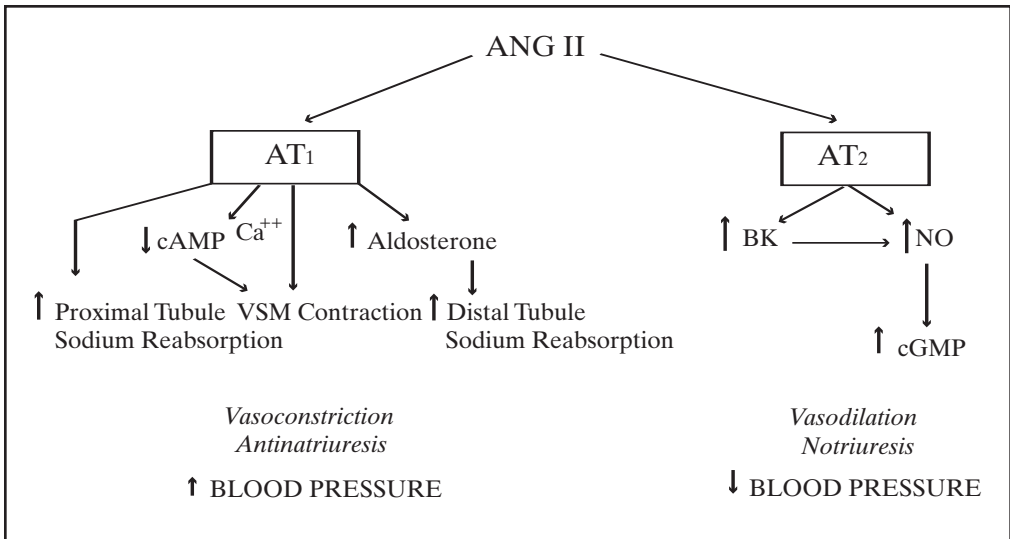 ANG II
AT1
AT2
cAMP
Ca++
Aldosterone
BK
NO
Proximal Tubule
Sodium Reabsorption
VSM Contraction
Distal Tubule
Sodium Reabsorption
cGMP
Vasoconstriction
Antinatriuresis
↑ BLOOD PRESSURE
Vasodilation
Notriuresis
↓ BLOOD PRESSURE